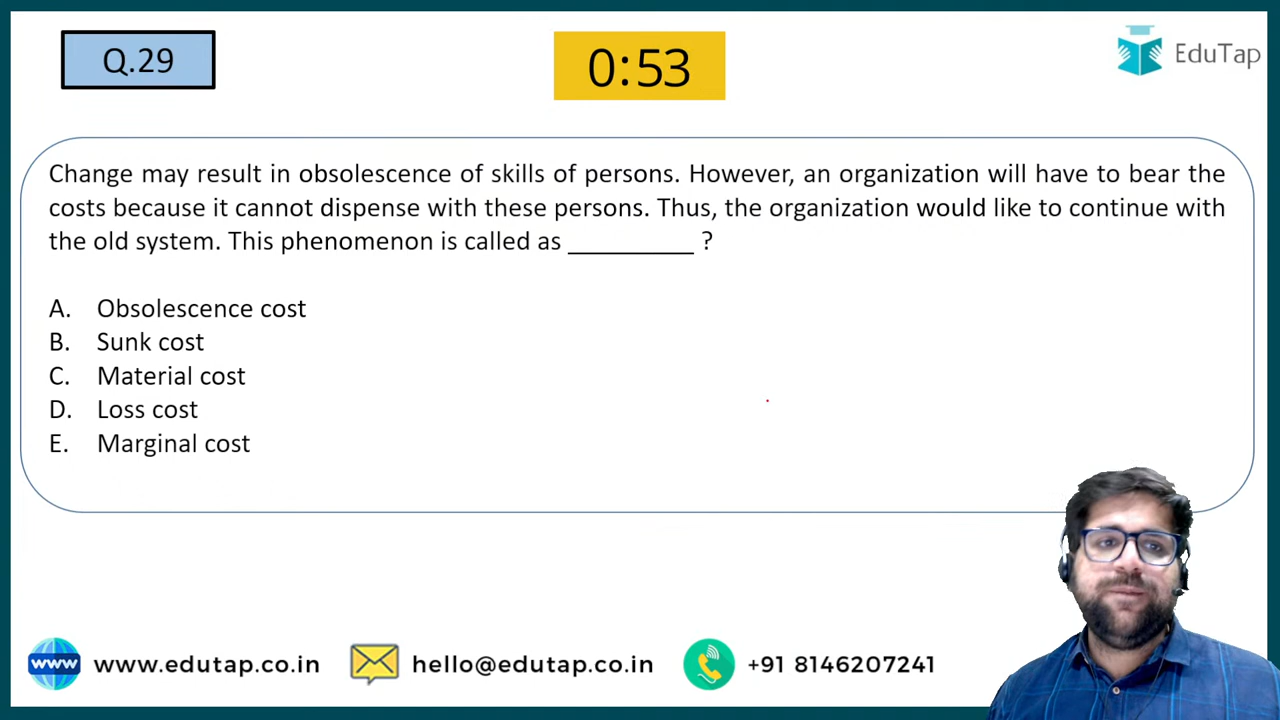 Q.29
0:53
EduTap
Change may result in obsolescence of skills of persons. However, an organization will have to bear the
costs because it cannot dispense with these persons. Thus, the organization would like to continue with
the old system. This phenomenon is called as __________ ?
A. Obsolescence cost
B. Sunk cost
C. Material cost
D. Loss cost
E. Marginal cost
www www.edutap.co.in hello@edutap.co.in +91 8146207241